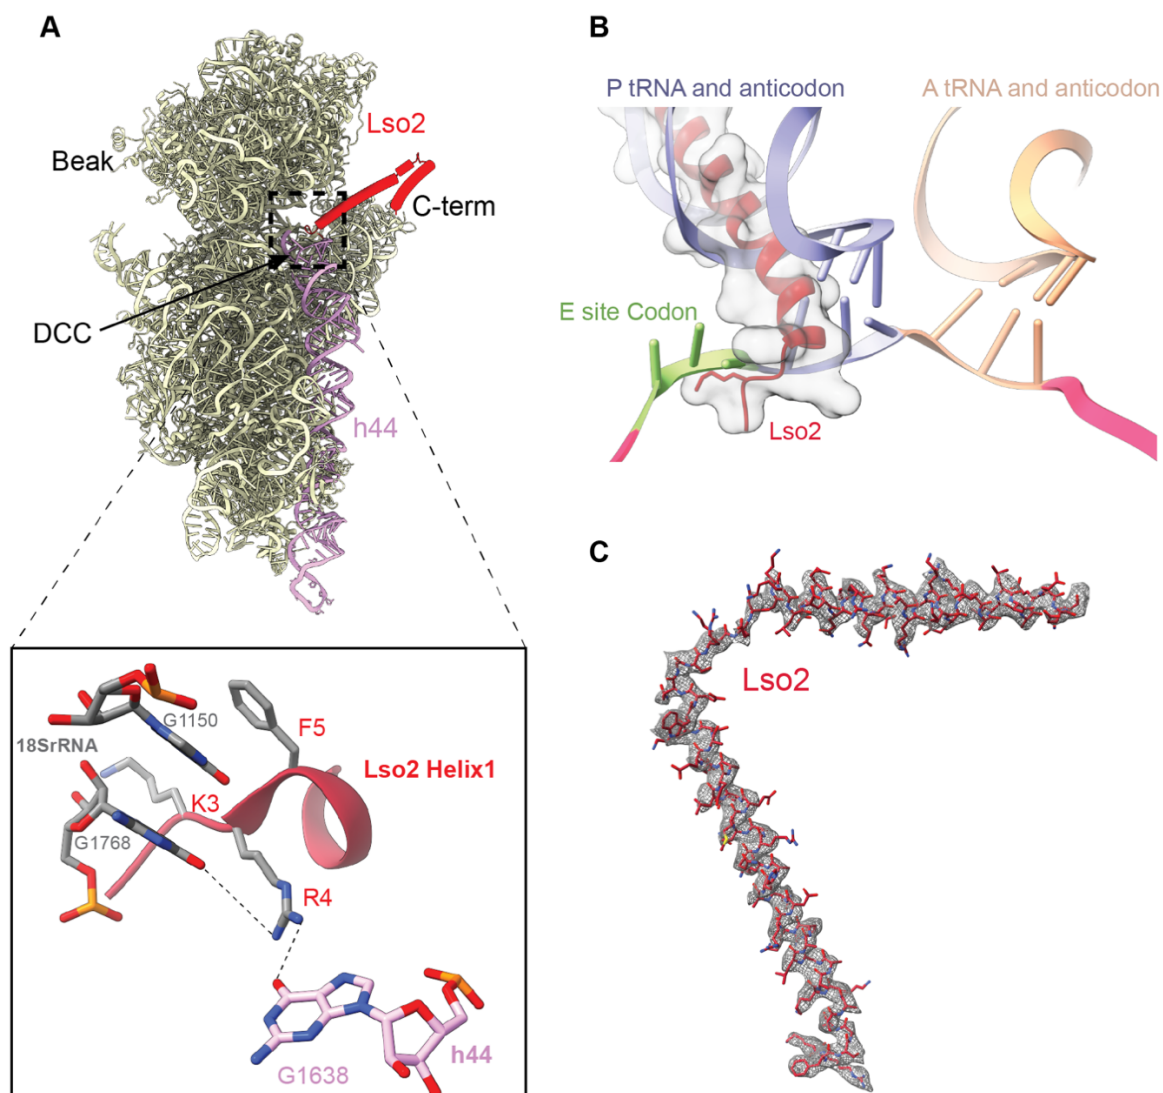 A
Lso2
Beak
C-term
DCC
h44
G1150
F5
18SrRNA
Lso2 Helix1
K3
G1768
R4
h44
G1638
B
P tRNA and anticodon
A tRNA and anticodon
E site Codon
Lso2
C
Lso2